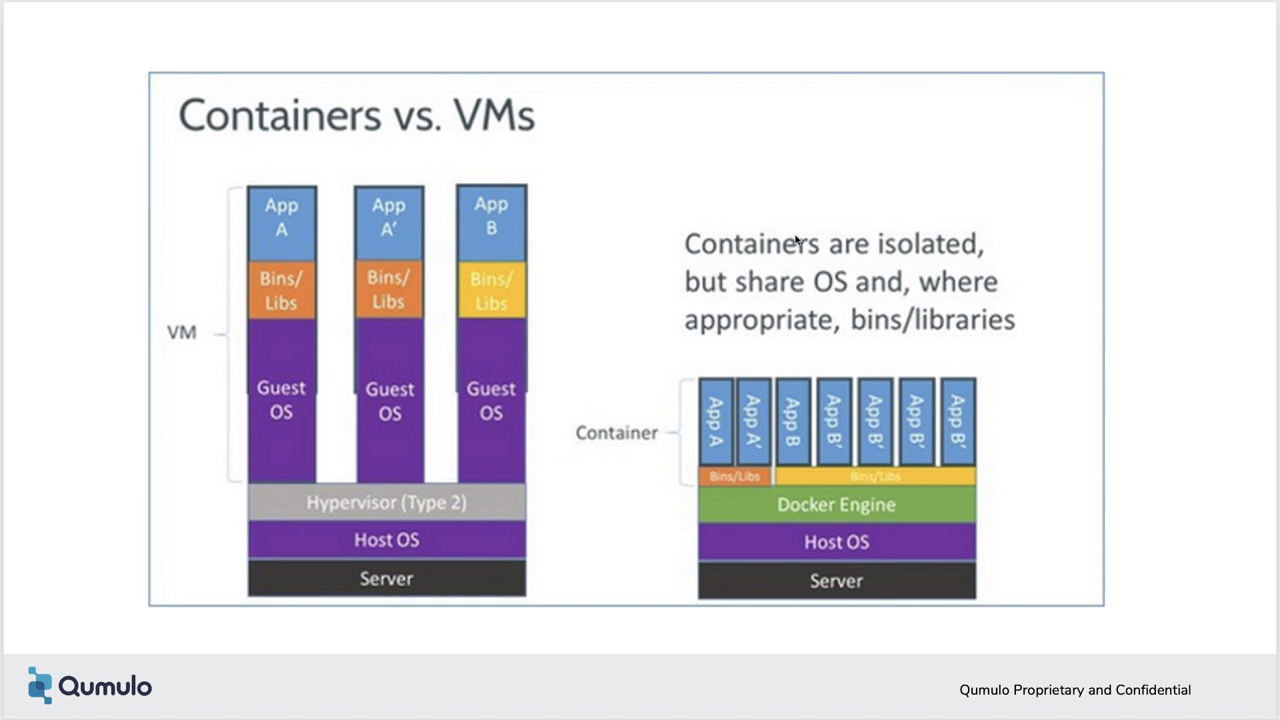 Containers vs. VMs
App
A
App
A’
App
B
Bins/
Libs
Bins/
Libs
Bins/
Libs
VM
Guest
OS
Guest
OS
Guest
OS
Hypervisor (Type 2)
Host OS
Server
Containers are isolated,
but share OS and, where
appropriate, bins/libraries
Container
App A
App A’
App B
App B’
App B’
App B’
App B’
Bins/Libs
Bins/Libs
Docker Engine
Host OS
Server
Qumulo
Qumulo Proprietary and Confidential